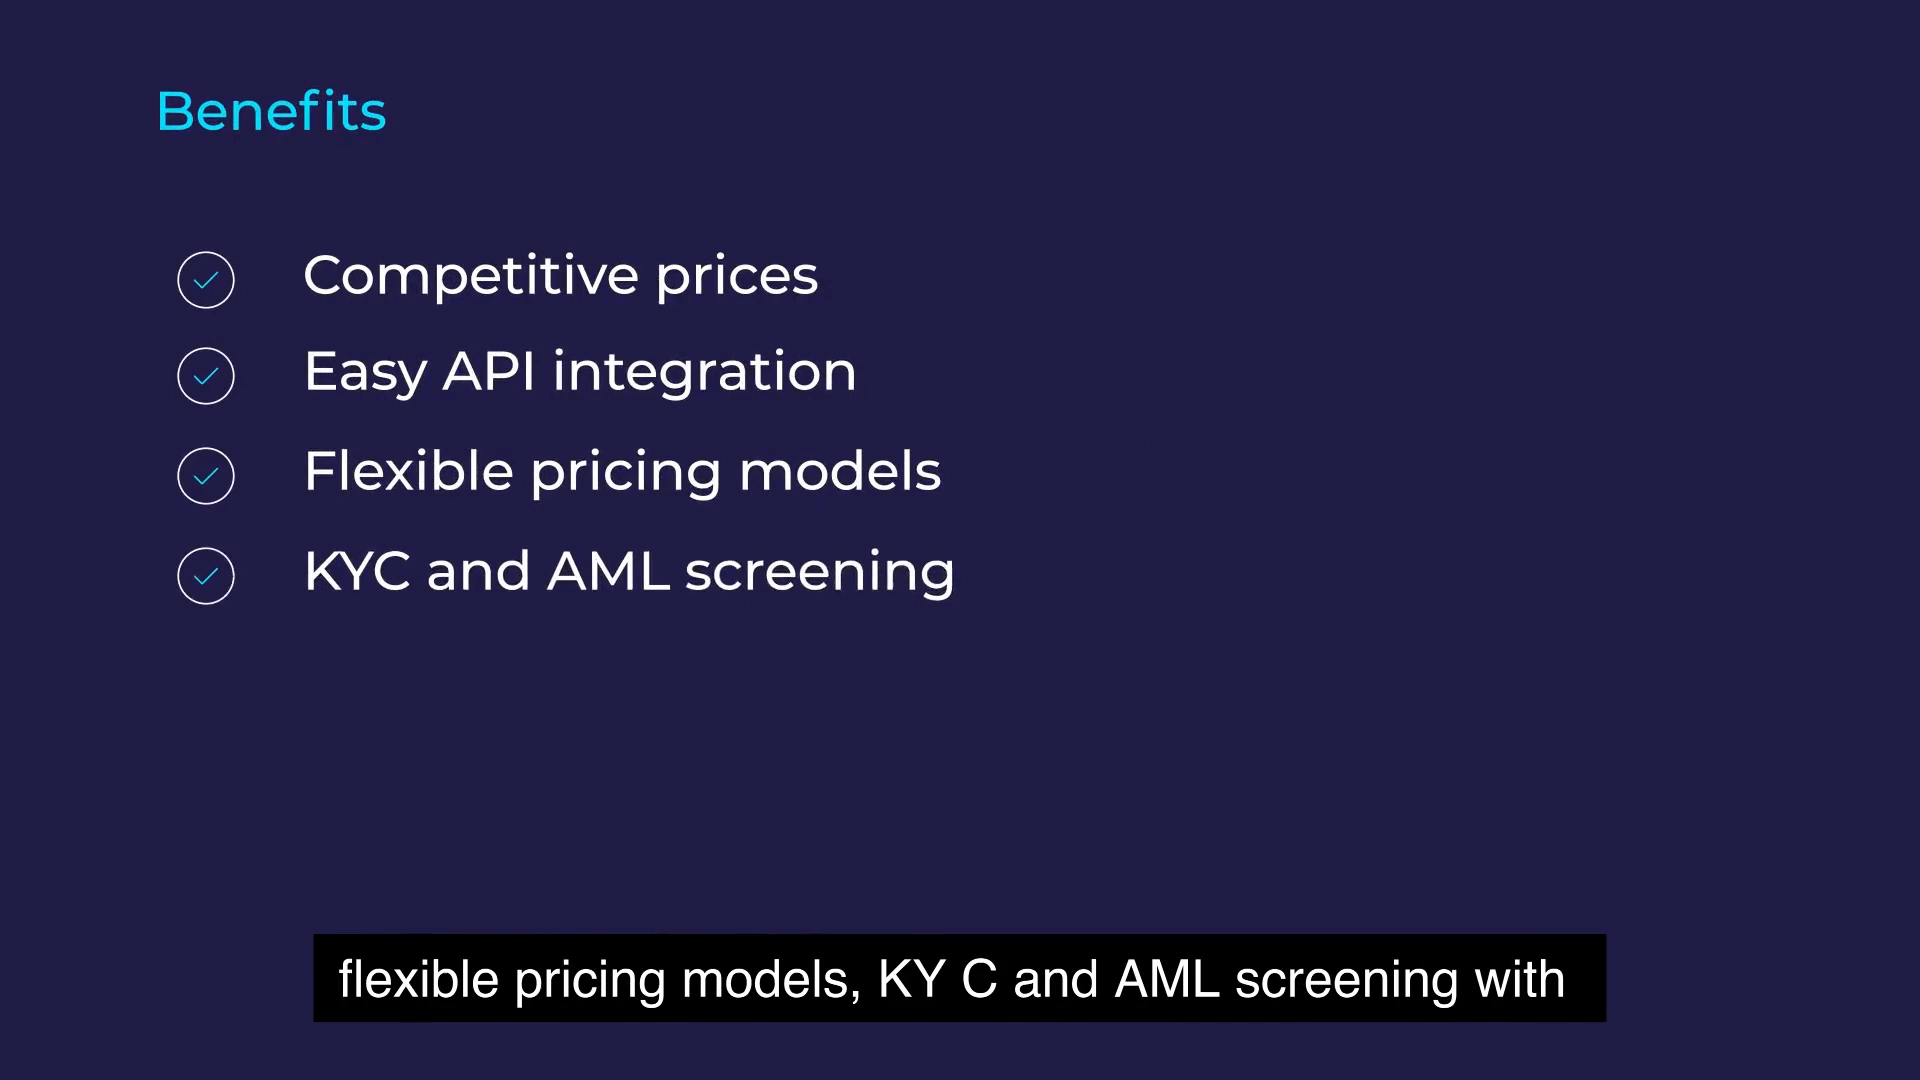 Benefits
Competitive prices
Easy API integration
Flexible pricing models
KYC and AML screening
flexible pricing models, KY C and AML screening with